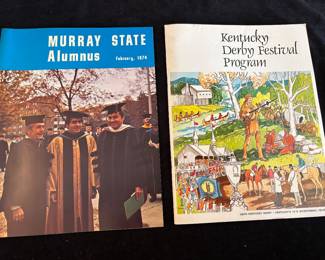 MURRAY STATE
Alumnus
February, 1974
Kentucky
Derby Festival
Program